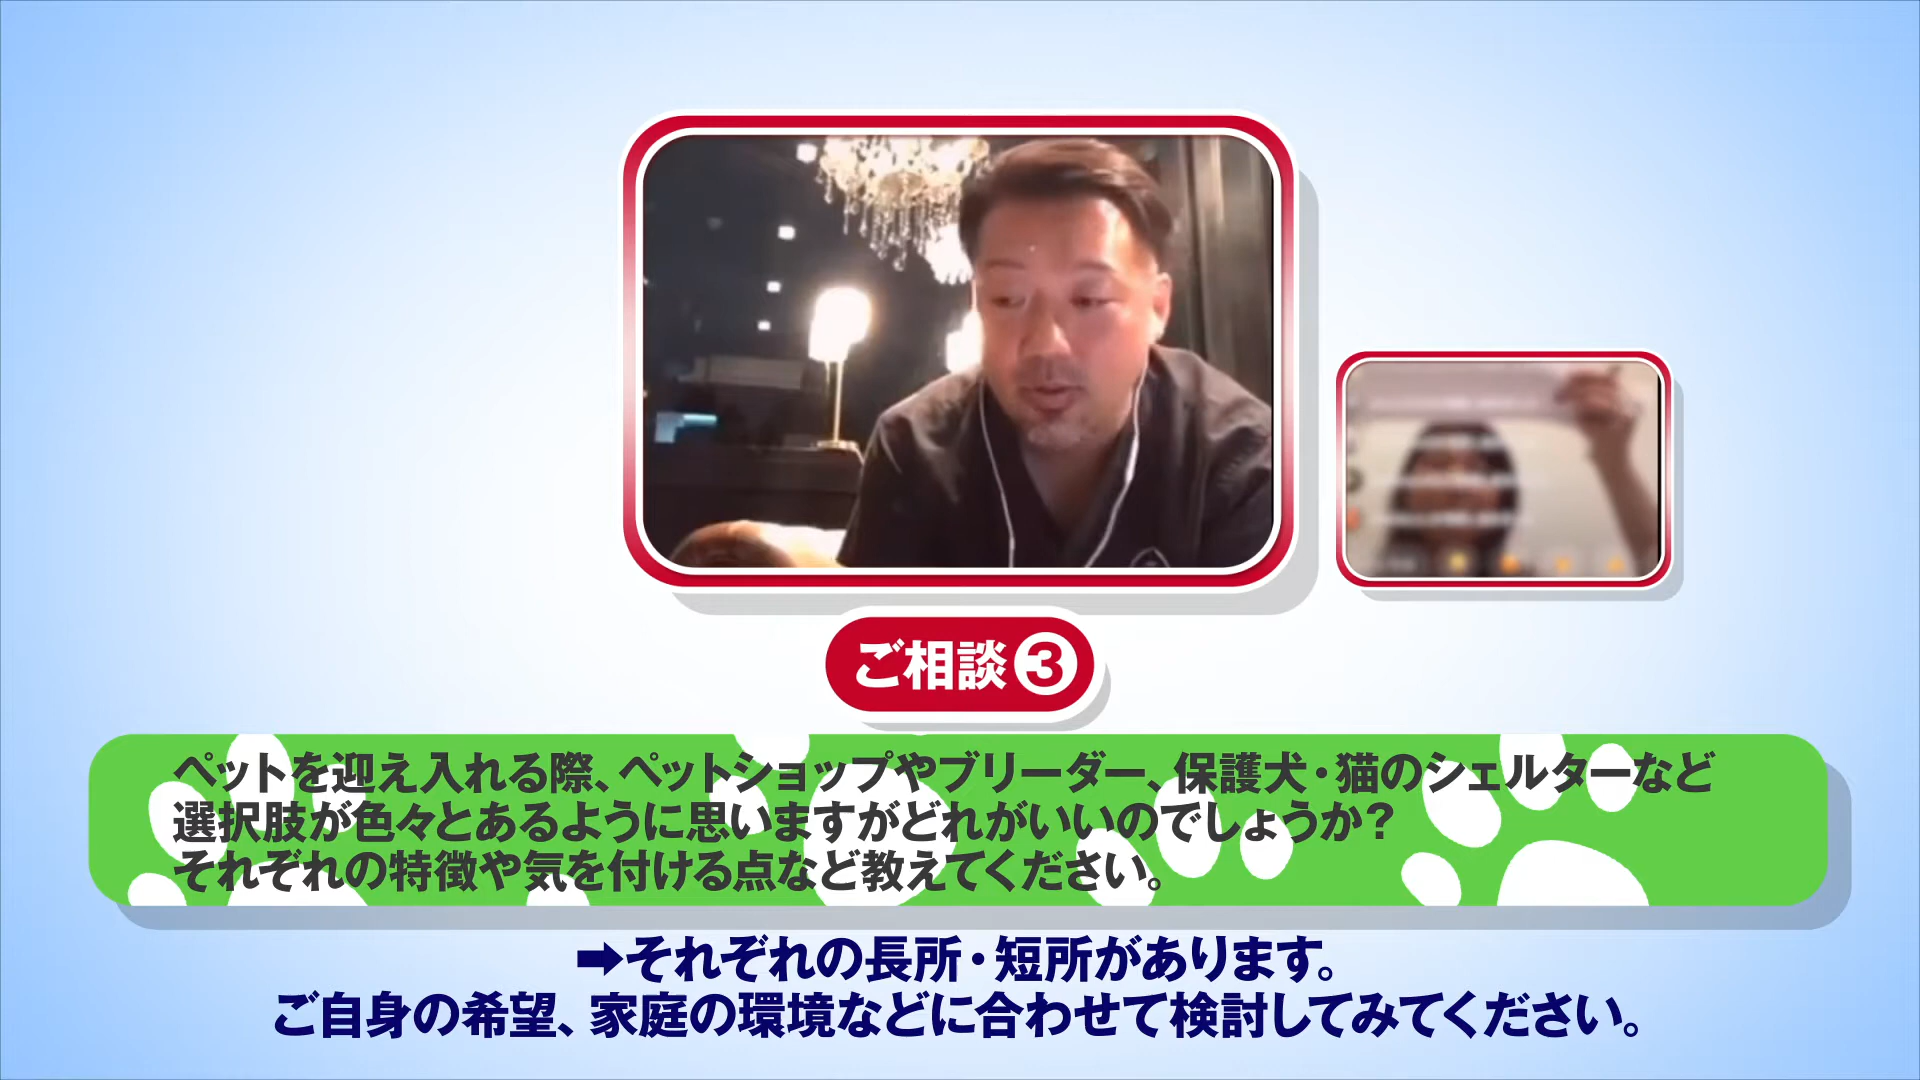 ご相談3
ペットを迎え入れる際、ペットショップやブリーダー、保護犬・猫のシェルターなど
選択肢が色々とあるように思いますがどれがいいのでしょうか？
それぞれの特徴や気を付ける点など教えてください。
➡それぞれの長所・短所があります。
ご自身の希望、家庭の環境などに合わせて検討してみてください。